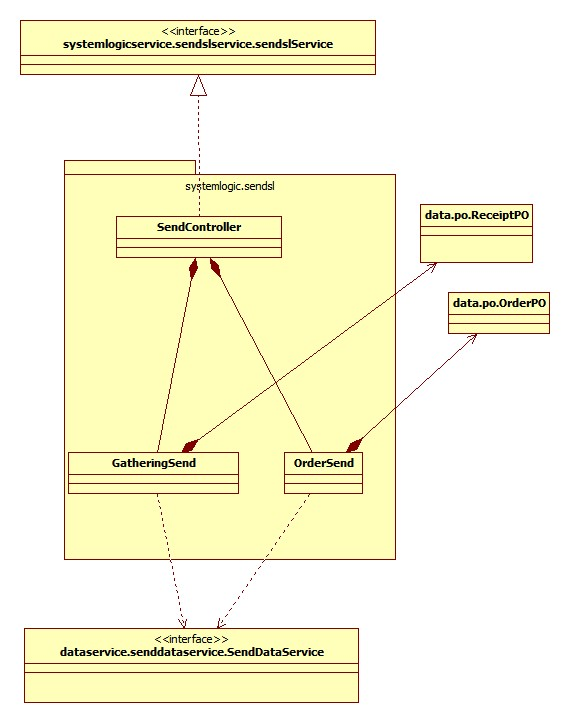 <<interface>>
systemlogicservice.sendslservice.sendslService
systemlogic.sendsl
SendController
data.po.ReceiptPO
data.po.OrderPO
GatheringSend
OrderSend
<<interface>>
dataservice.senddataservice.SendDataService